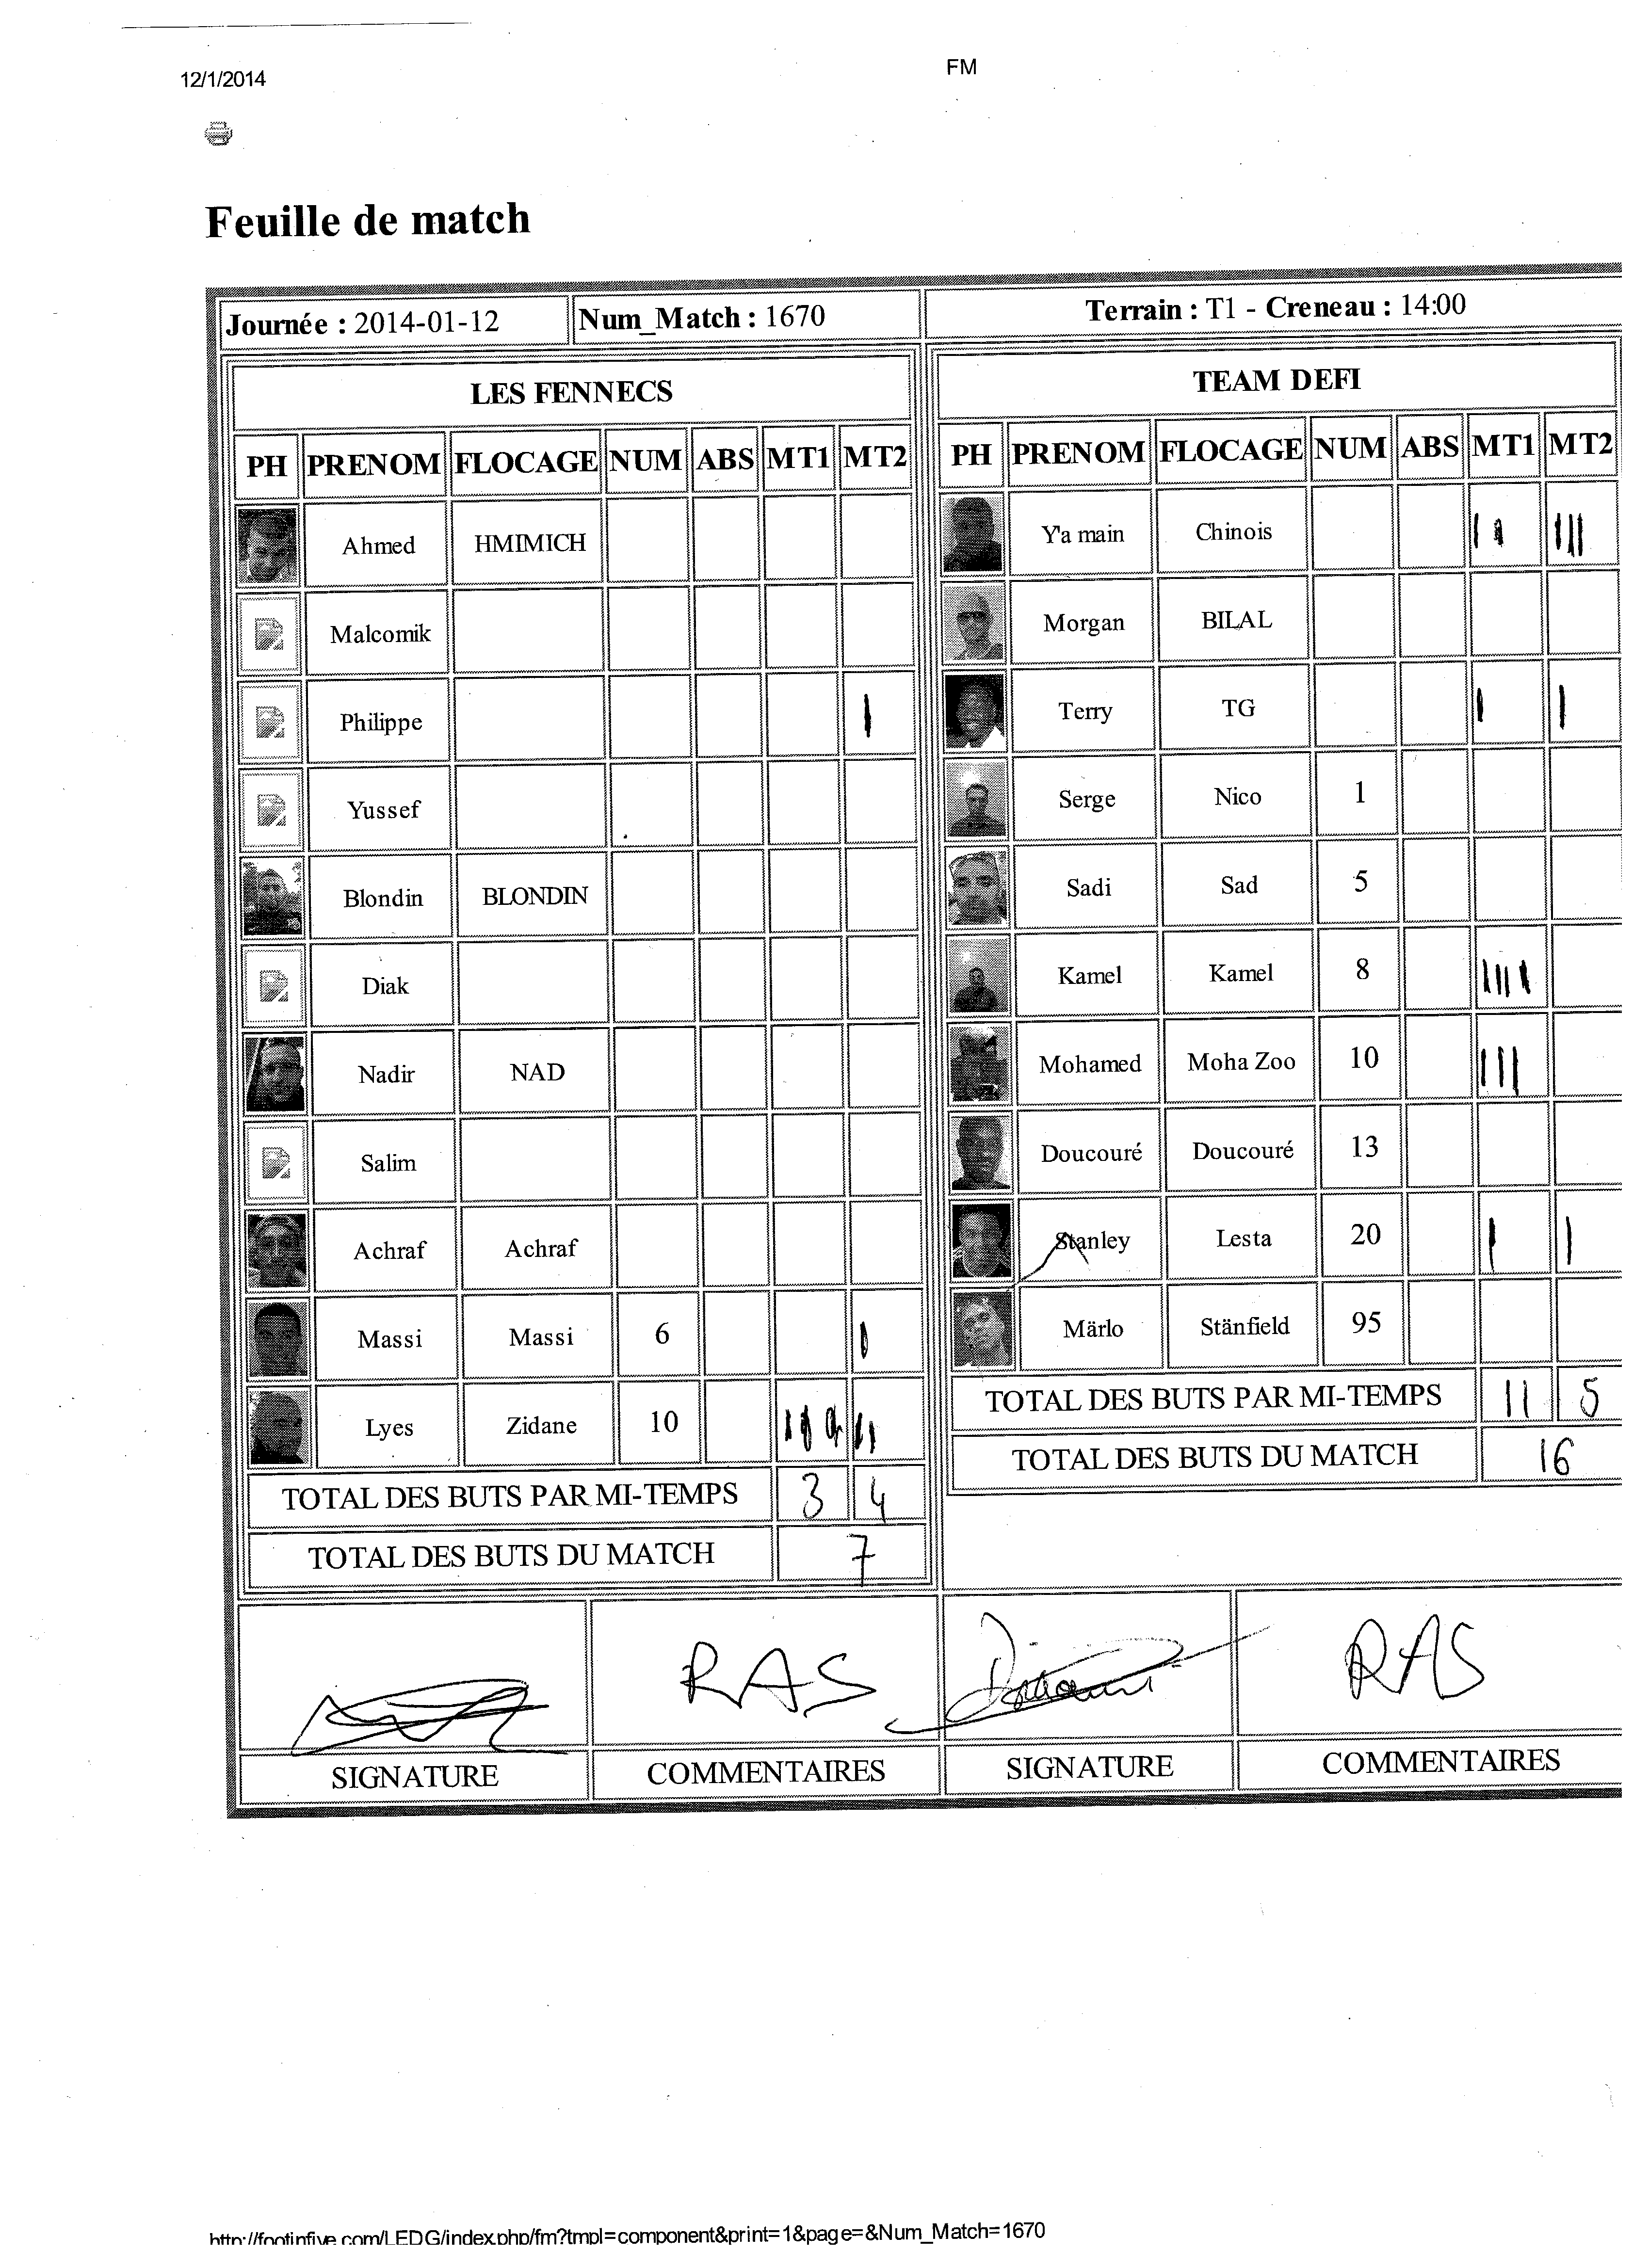 12/1/2014
FM
Feuille de match
Journée : 2014-01-12
Num_Match : 1670
Terrain : T1 - Creneau : 14:00
LES FENNECS
PH PRENOM FLOCAGE NUM ABS MT1 MT2
Ahmed HMIMICH
Malcomik
Philippe I
Yussef
Blondin BLONDIN
Diak
Nadir NAD
Salim
Achraf Achraf
Massi Massi 6 I
Lyes Zidane 10 III II
TOTAL DES BUTS PAR MI-TEMPS 3 4
TOTAL DES BUTS DU MATCH 7
TEAM DEFI
PH PRENOM FLOCAGE NUM ABS MT1 MT2
Y'a main Chinois II III
Morgan BILAL
Terry TG I I
Serge Nico 1
Sadi Sad 5
Kamel Kamel 8 IIII
Mohamed Moha Zoo 10 III
Doucouré Doucouré 13
Stanley Lesta 20 I I
Märlo Stänfield 95
TOTAL DES BUTS PAR MI-TEMPS 11 5
TOTAL DES BUTS DU MATCH 16
RAS
RAS
SIGNATURE
COMMENTAIRES
SIGNATURE
COMMENTAIRES
http://footinfive.com/LEDG/index.php/fm?tmpl=component&print=1&page=&Num_Match=1670